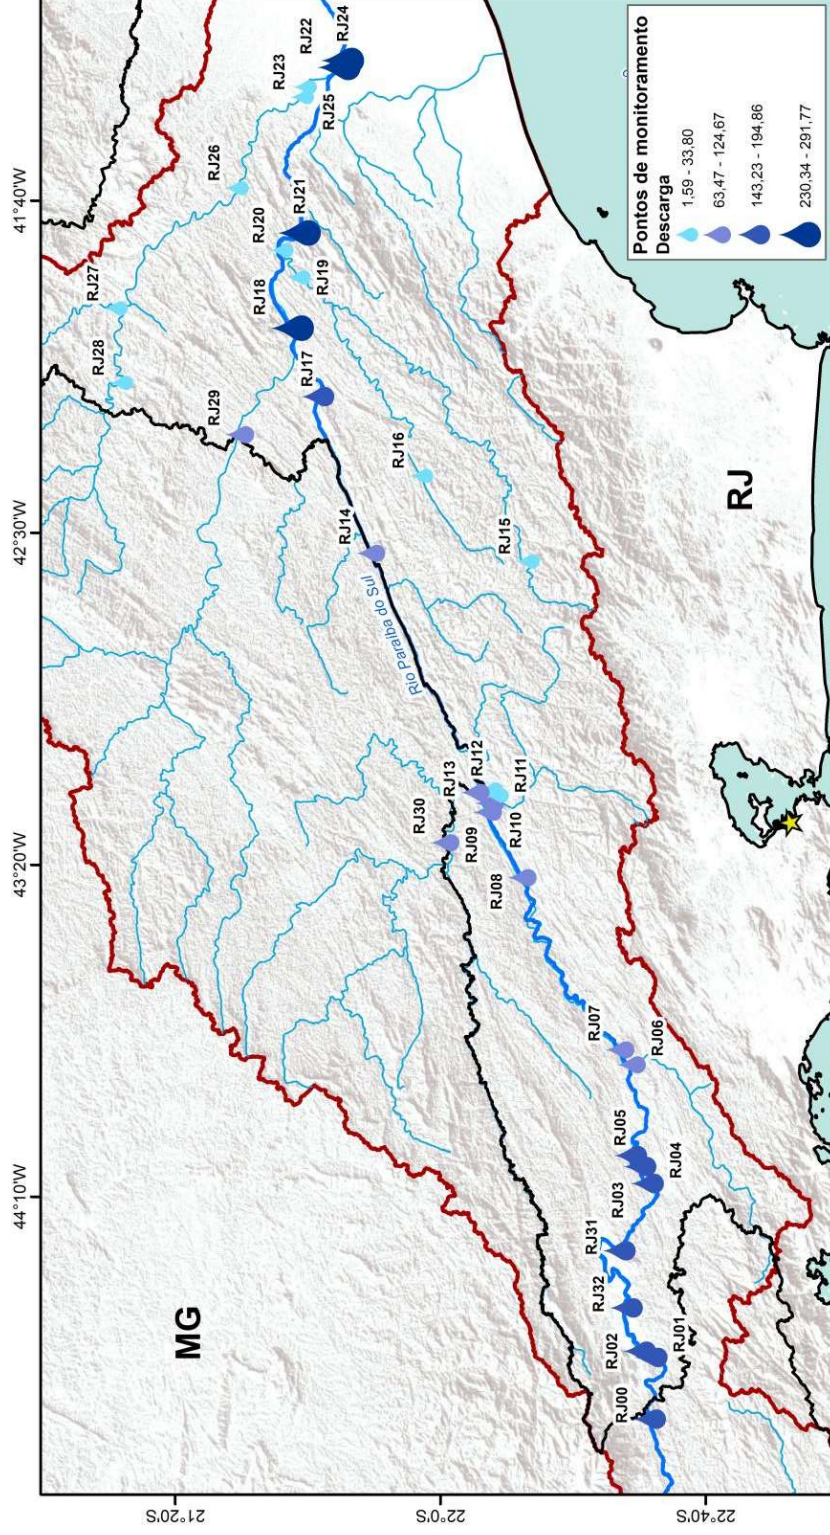 44°10'W
43°20'W
42°30'W
41°40'W
21°20'S
22°0'S
22°40'S
MG
RJ
Rio Paraíba do Sul
RJ00
RJ01
RJ02
RJ32
RJ31
RJ03
RJ04
RJ05
RJ06
RJ07
RJ08
RJ09
RJ10
RJ30
RJ13
RJ12
RJ11
RJ14
RJ15
RJ16
RJ17
RJ29
RJ28
RJ27
RJ18
RJ19
RJ20
RJ21
RJ26
RJ23
RJ25
RJ22
RJ24
Pontos de monitoramento
Descarga
1,59 - 33,80
63,47 - 124,67
143,23 - 194,86
230,34 - 291,77